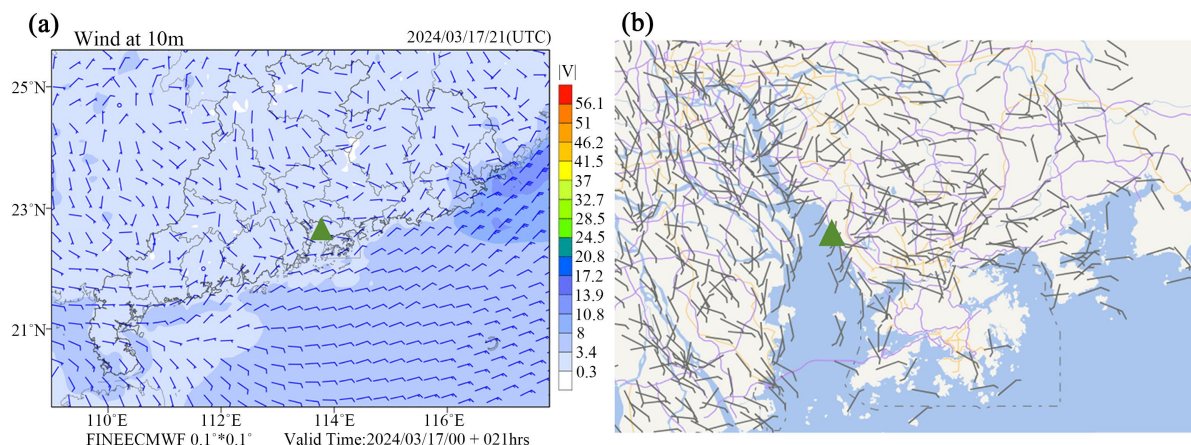 (a)
(b)
Wind at 10m
2024/03/17/21(UTC)
|V|
25°N
23°N
21°N
56.1
51
46.2
41.5
37
32.7
28.5
24.5
20.8
17.2
13.9
10.8
8
3.4
0.3
110°E
112°E
114°E
116°E
FINEECMWF 0.1°*0.1°
Valid Time:2024/03/17/00 + 021hrs